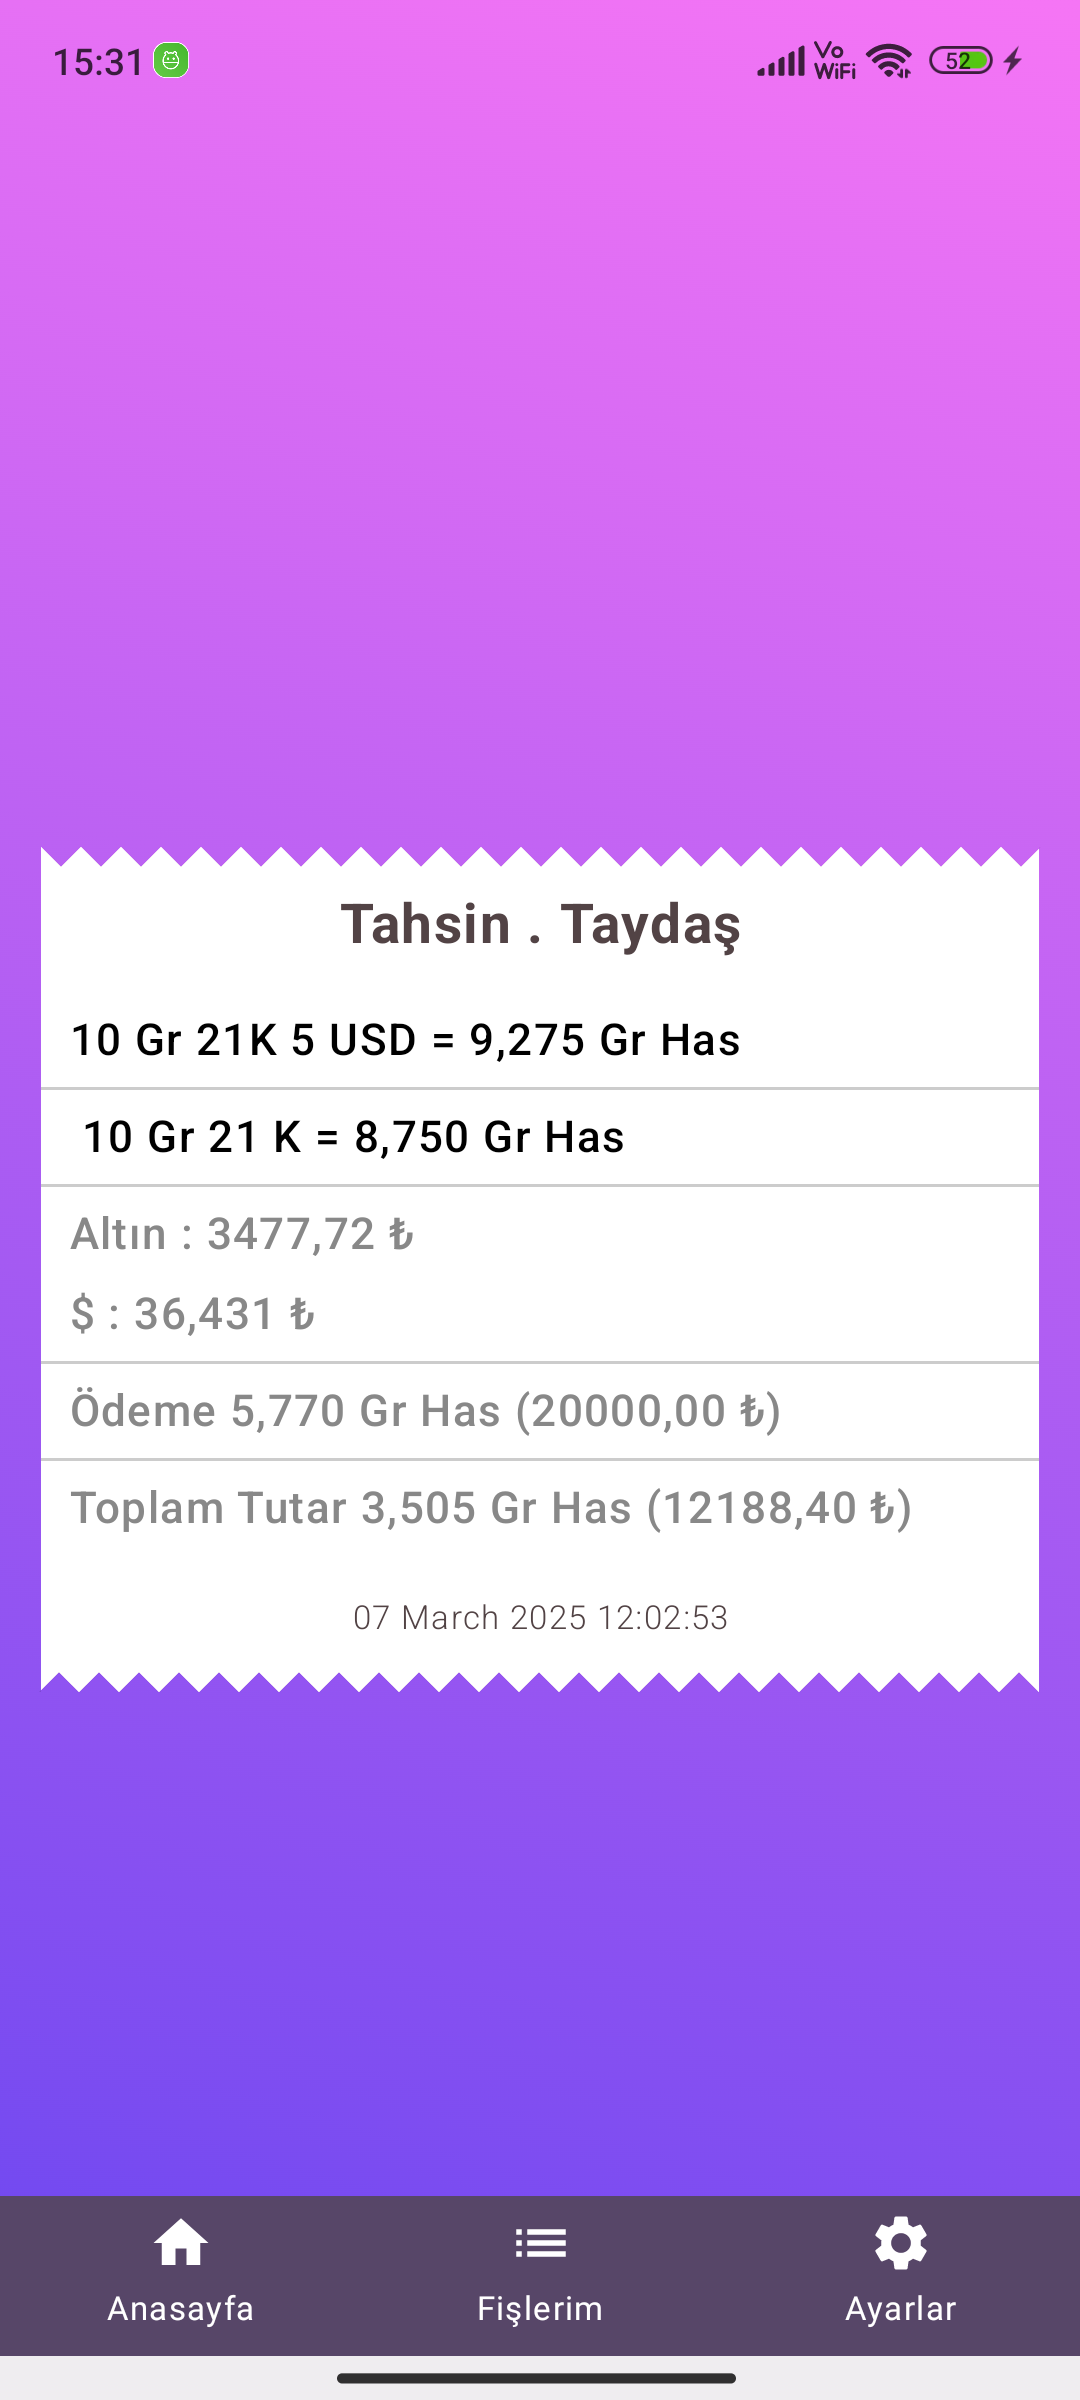 15:31
Vo
WiFi
52
Tahsin . Taydaş
10 Gr 21K 5 USD = 9,275 Gr Has
10 Gr 21 K = 8,750 Gr Has
Altın : 3477,72 ₺
$ : 36,431 ₺
Ödeme 5,770 Gr Has (20000,00 ₺)
Toplam Tutar 3,505 Gr Has (12188,40 ₺)
07 March 2025 12:02:53
Anasayfa
Fişlerim
Ayarlar